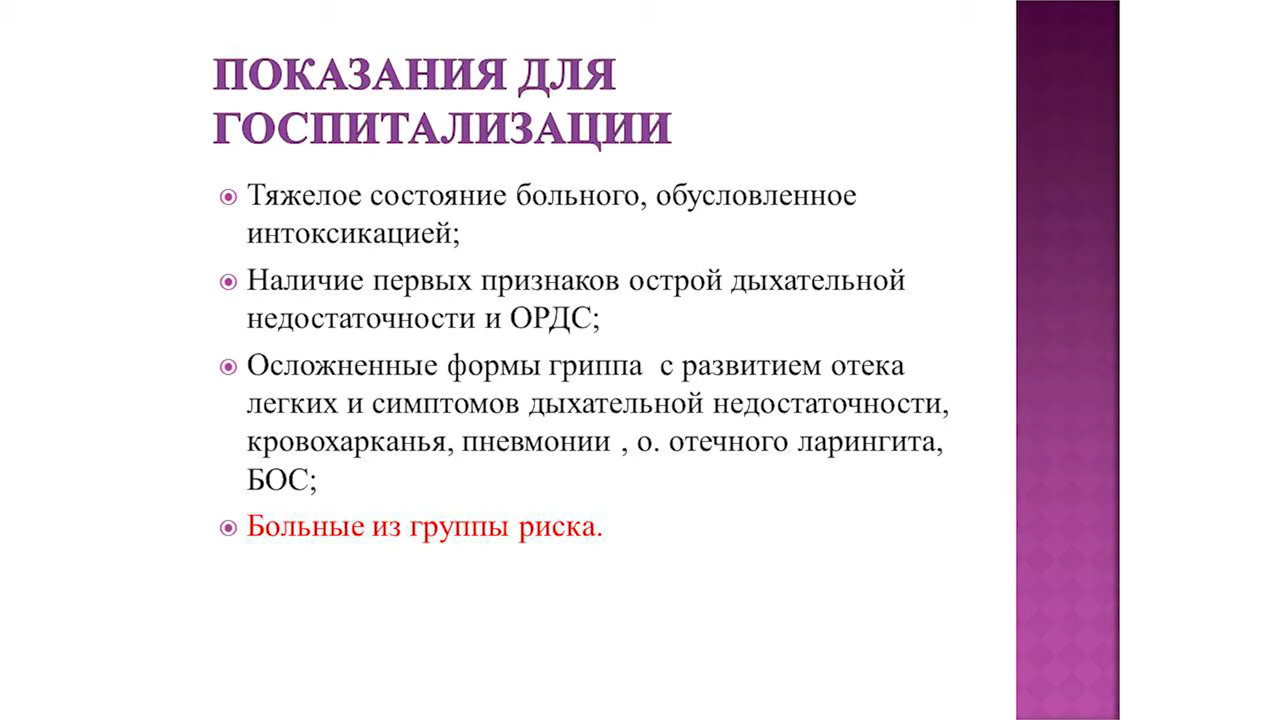 ПОКАЗАНИЯ ДЛЯ
ГОСПИТАЛИЗАЦИИ
Тяжелое состояние больного, обусловленное
интоксикацией;
Наличие первых признаков острой дыхательной
недостаточности и ОРДС;
Осложненные формы гриппа  с развитием отека
легких и симптомов дыхательной недостаточности,
кровохарканья, пневмонии , о. отечного ларингита,
БОС;
Больные из группы риска.